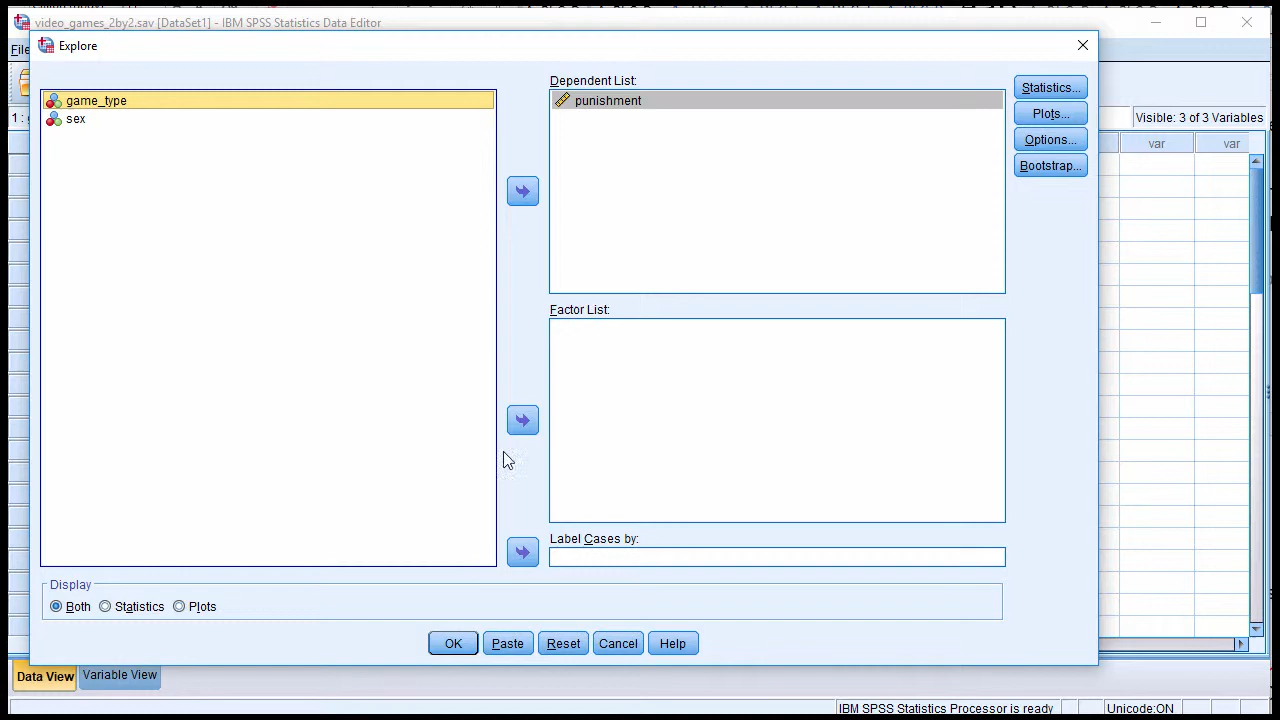 video_games_2by2.sav [DataSet1] - IBM SPSS Statistics Data Editor
File
Explore
game_type
sex
Dependent List:
punishment
Factor List:
Label Cases by:
Statistics...
Plots...
Options...
Bootstrap...
1 :
Visible: 3 of 3 Variables
var
var
Display
Both
Statistics
Plots
OK
Paste
Reset
Cancel
Help
Data View
Variable View
IBM SPSS Statistics Processor is ready
Unicode:ON